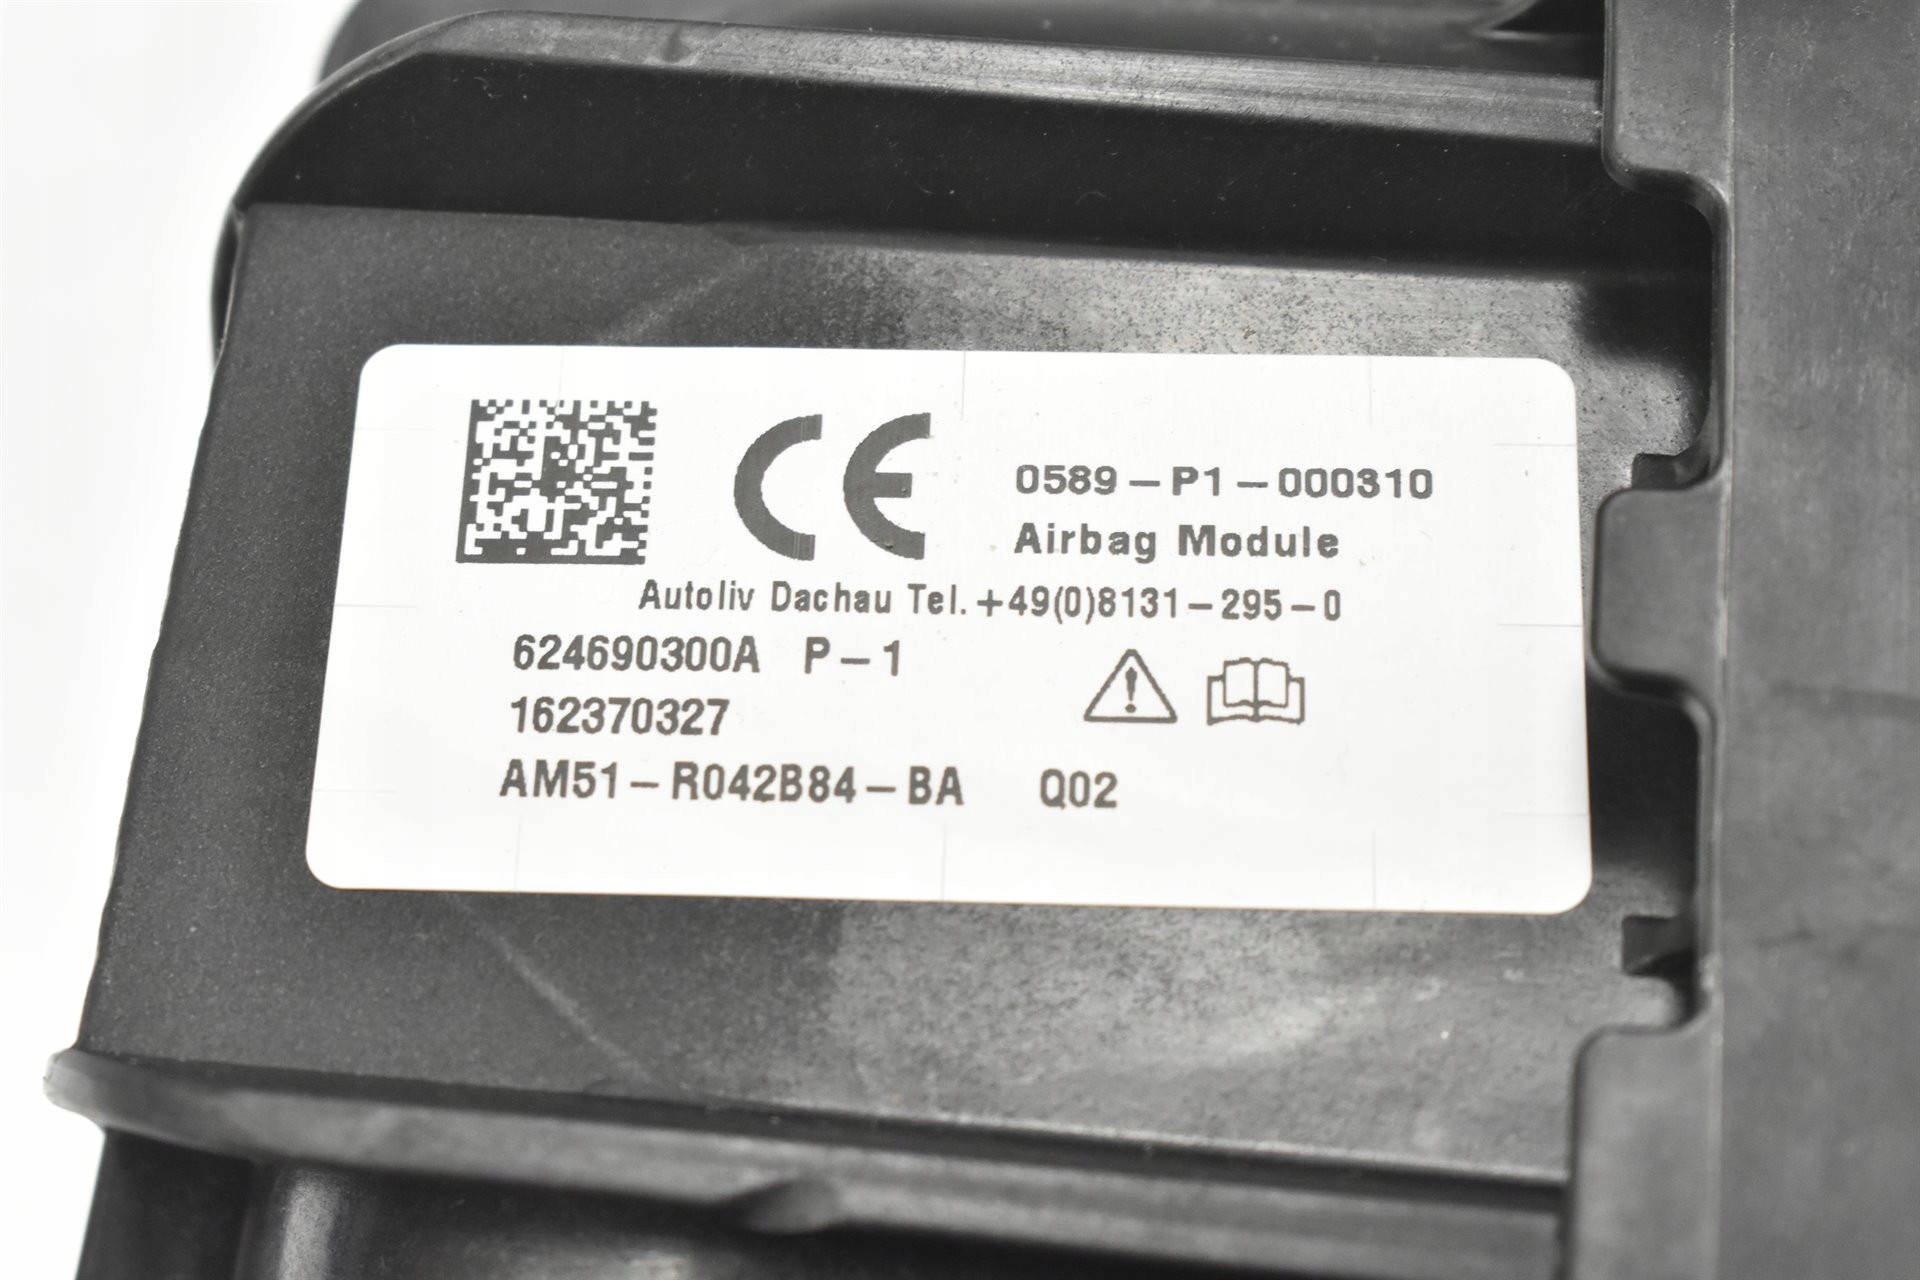 CE
0589-P1-000310
Airbag Module
Autoliv Dachau Tel.+49(0)8131-295-0
624690300A P-1
162370327
AM51-R042B84-BA Q02